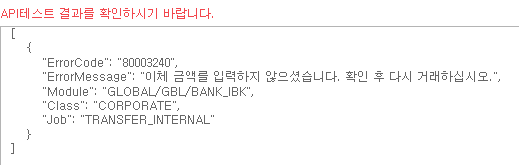 API테스트 결과를 확인하시기 바랍니다.
[
{
"ErrorCode": "80003240",
"ErrorMessage": "이체 금액를 입력하지 않으셨습니다. 확인 후 다시 거래하십시오.",
"Module": "GLOBAL/GBL/BANK_IBK",
"Class": "CORPORATE",
"Job": "TRANSFER_INTERNAL"
}
]